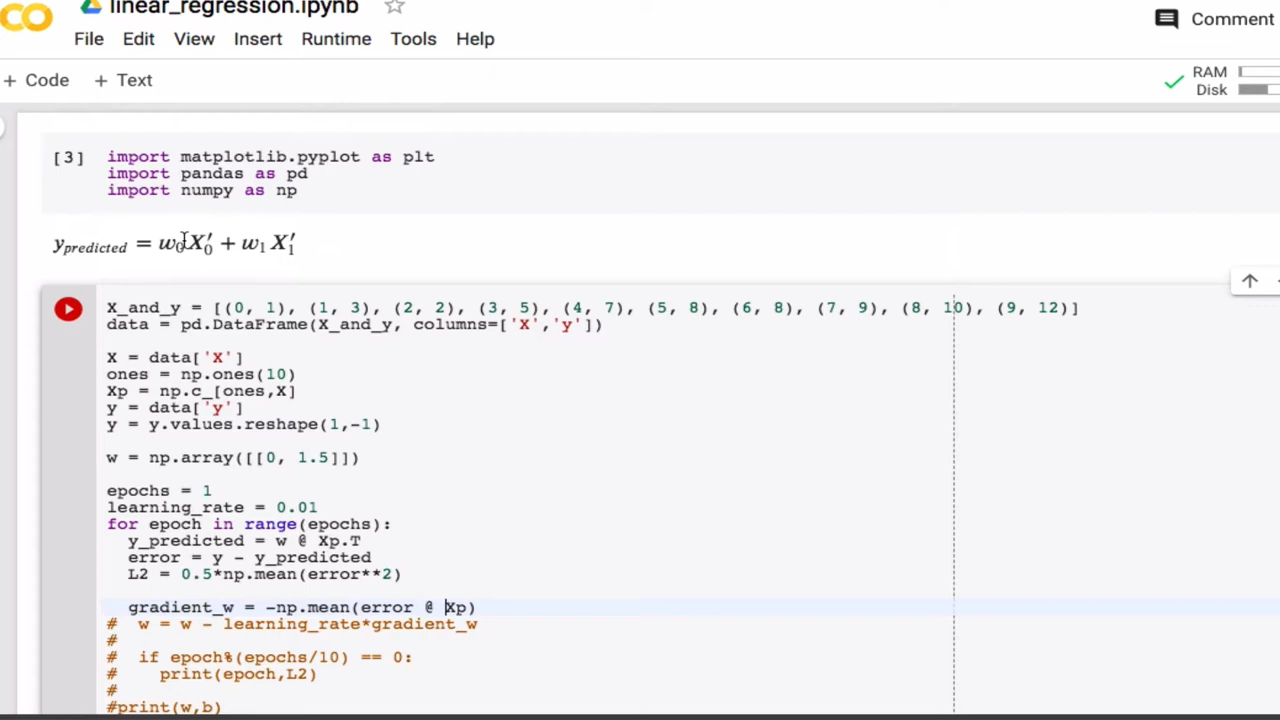 linear_regression.ipynb
Comment
File Edit View Insert Runtime Tools Help
+ Code + Text
RAM
Disk
[3] import matplotlib.pyplot as plt
import pandas as pd
import numpy as np
y_predicted = w₀X₀′ + w₁X₁′
X_and_y = [(0, 1), (1, 3), (2, 2), (3, 5), (4, 7), (5, 8), (6, 8), (7, 9), (8, 10), (9, 12)]
data = pd.DataFrame(X_and_y, columns=['X','y'])
X = data['X']
ones = np.ones(10)
Xp = np.c_[ones,X]
y = data['y']
y = y.values.reshape(1,-1)
w = np.array([[0, 1.5]])
epochs = 1
learning_rate = 0.01
for epoch in range(epochs):
y_predicted = w @ Xp.T
error = y - y_predicted
L2 = 0.5*np.mean(error**2)
gradient_w = -np.mean(error @ Xp)
# w = w - learning_rate*gradient_w
#
# if epoch%(epochs/10) == 0:
# print(epoch,L2)
#
#print(w,b)